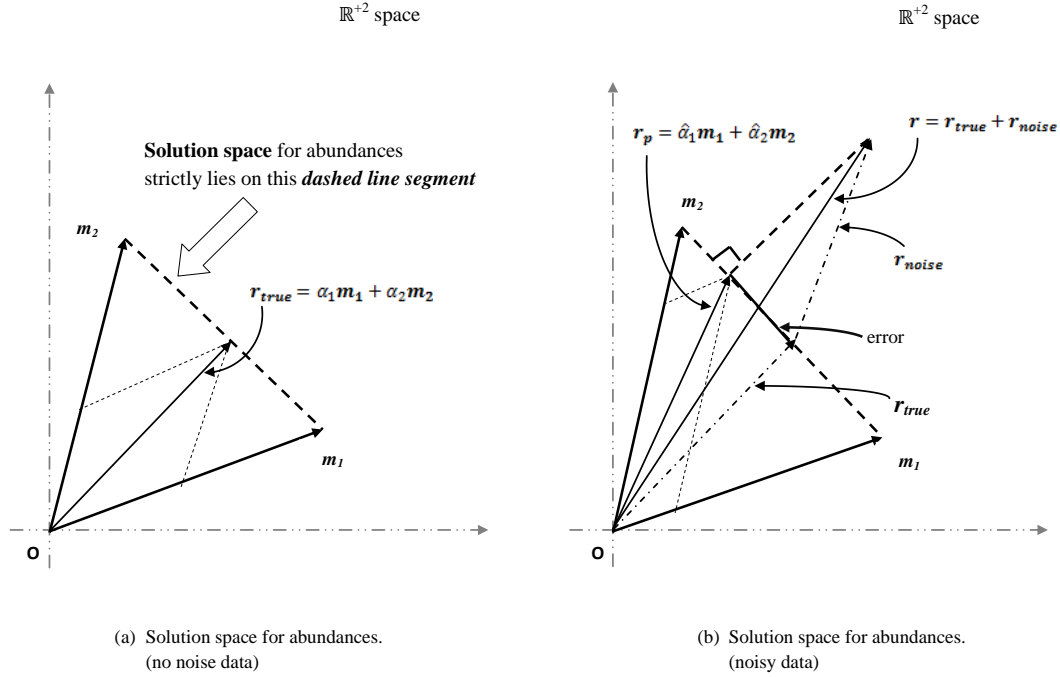 ℝ⁺² space
Solution space for abundances
strictly lies on this dashed line segment
m₂
r_true = α₁m₁ + α₂m₂
m₁
O
(a) Solution space for abundances.
(no noise data)
ℝ⁺² space
r_p = α̂₁m₁ + α̂₂m₂
r = r_true + r_noise
m₂
r_noise
error
r_true
m₁
O
(b) Solution space for abundances.
(noisy data)